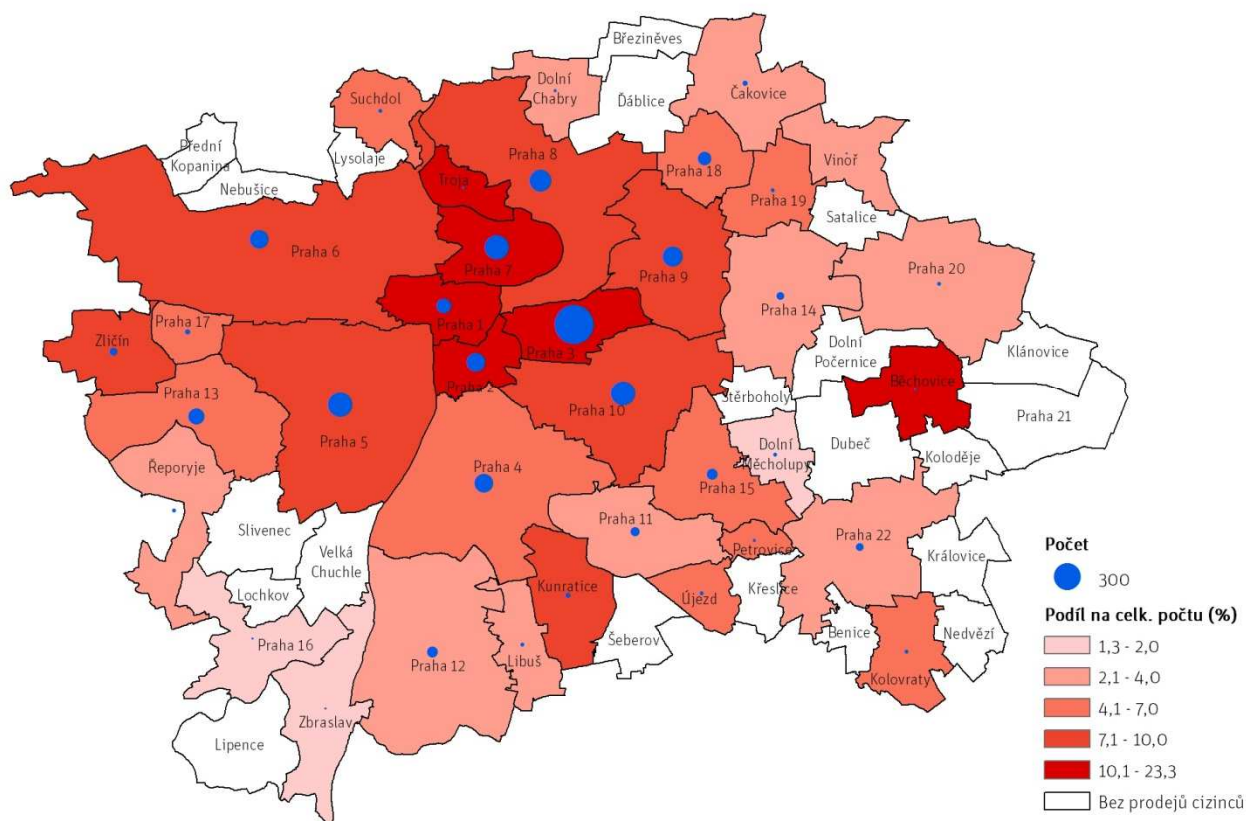 Březiněves
Dolní
Chabry
Ďáblice
Čakovice
Suchdol
Přední
Kopanina
Lysolaje
Nebušice
Praha 8
Praha 18
Vinoř
Troja
Praha 19
Satalice
Praha 6
Praha 7
Praha 9
Praha 20
Praha 1
Praha 14
Praha 17
Zličín
Praha 3
Dolní
Počernice
Klánovice
Praha 2
Běchovice
Štěrboholy
Praha 13
Praha 5
Praha 10
Praha 21
Dolní
Měcholupy
Dubeč
Koloděje
Řeporyje
Praha 4
Praha 15
Praha 11
Slivenec
Velká
Chuchle
Praha 22
Petrovice
Královice
Kunratice
Lochkov
Újezd
Křeslice
Praha 16
Praha 12
Libuš
Šeberov
Benice
Nedvězí
Kolovraty
Zbraslav
Lipence
Počet
300
Podíl na celk. počtu (%)
1,3 - 2,0
2,1 - 4,0
4,1 - 7,0
7,1 - 10,0
10,1 - 23,3
Bez prodejů cizinců